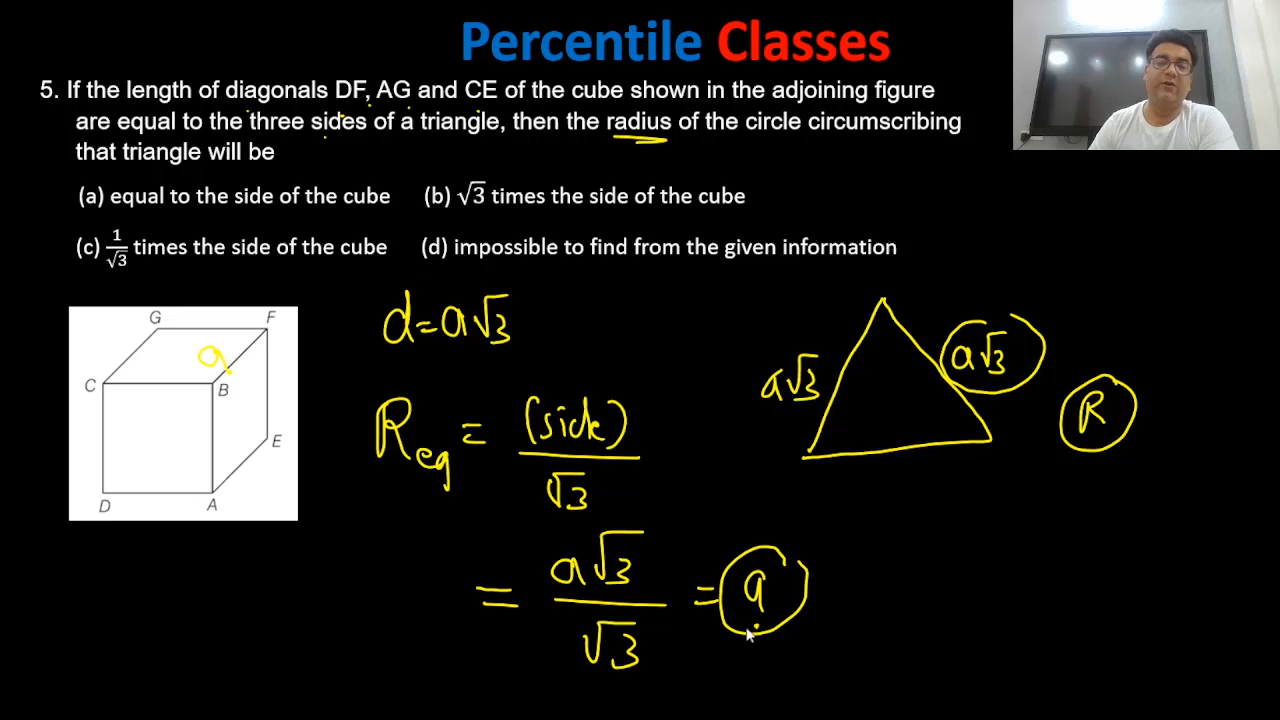 Percentile Classes
5. If the length of diagonals DF, AG and CE of the cube shown in the adjoining figure
are equal to the three sides of a triangle, then the radius of the circle circumscribing
that triangle will be
(a) equal to the side of the cube (b) √3 times the side of the cube
(c) 1/√3 times the side of the cube (d) impossible to find from the given information
G F
a
C B
E
D A
d = a√3
a√3 a√3 R
Req = (side)/√3
= a√3/√3 = a